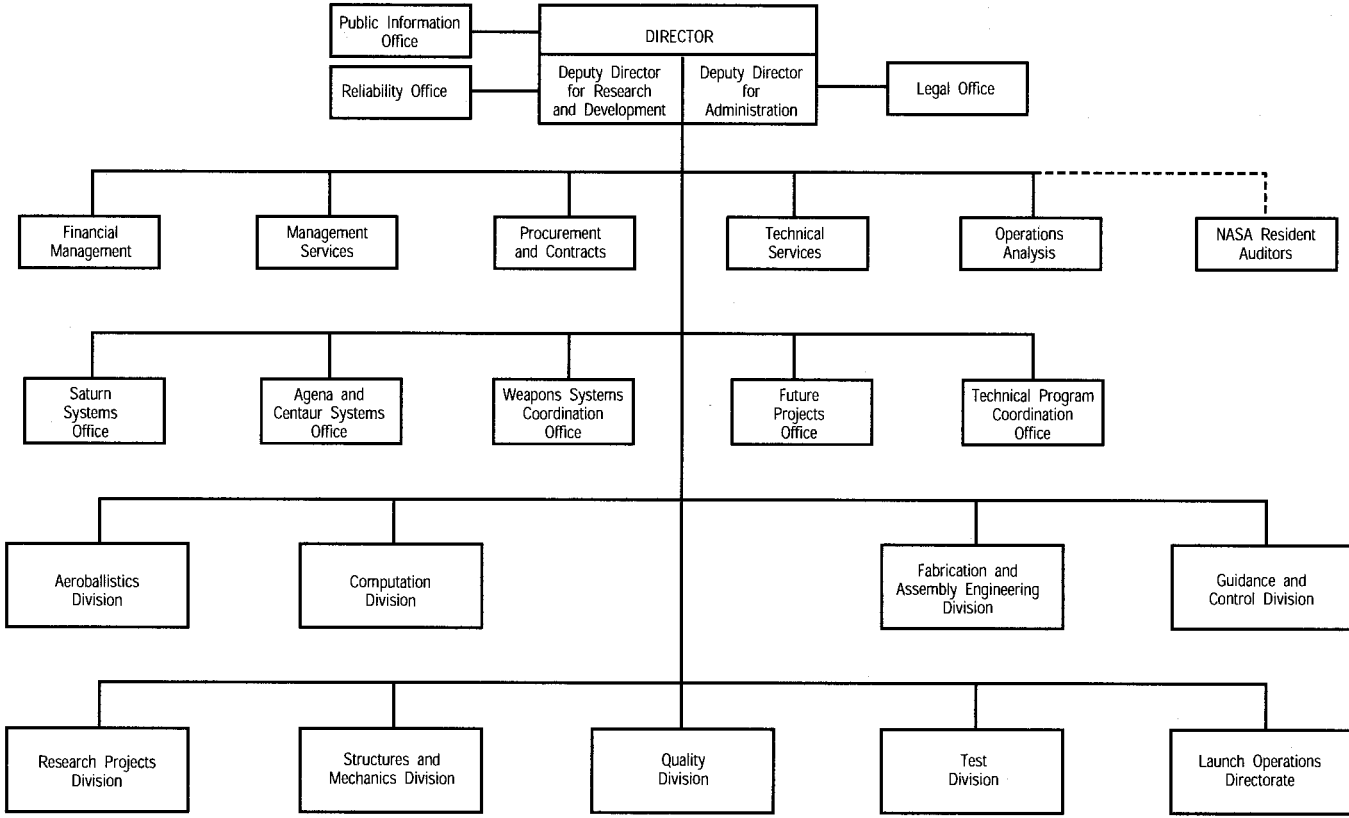 Public Information
Office
DIRECTOR
Reliability Office
Deputy Director
for Research
and Development
Deputy Director
for
Administration
Legal Office
Financial
Management
Management
Services
Procurement
and Contracts
Technical
Services
Operations
Analysis
NASA Resident
Auditors
Saturn
Systems
Office
Agena and
Centaur Systems
Office
Weapons Systems
Coordination
Office
Future
Projects
Office
Technical Program
Coordination
Office
Aeroballistics
Division
Computation
Division
Fabrication and
Assembly Engineering
Division
Guidance and
Control Division
Research Projects
Division
Structures and
Mechanics Division
Quality
Division
Test
Division
Launch Operations
Directorate